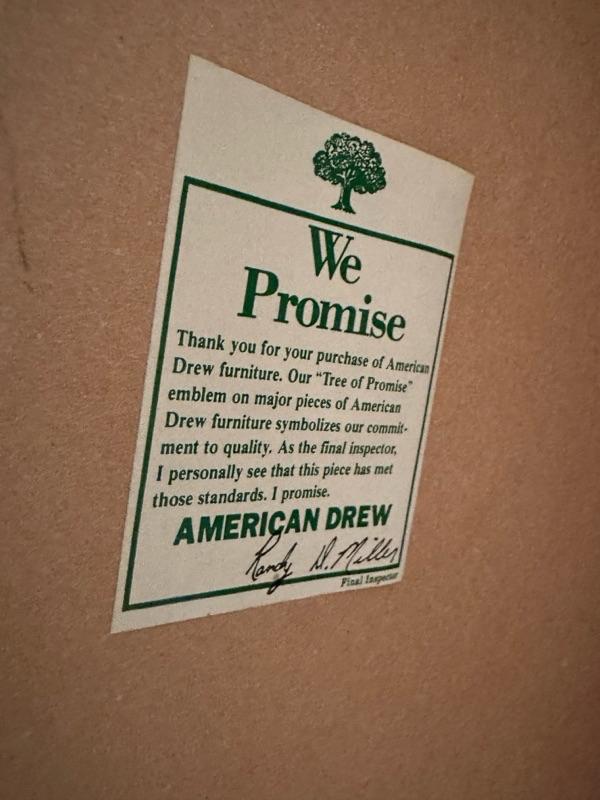 We
Promise
Thank you for your purchase of American
Drew furniture. Our “Tree of Promise”
emblem on major pieces of American
Drew furniture symbolizes our commit-
ment to quality. As the final inspector,
I personally see that this piece has met
those standards. I promise.
AMERICAN DREW
Randy D. Miller
Final Inspector